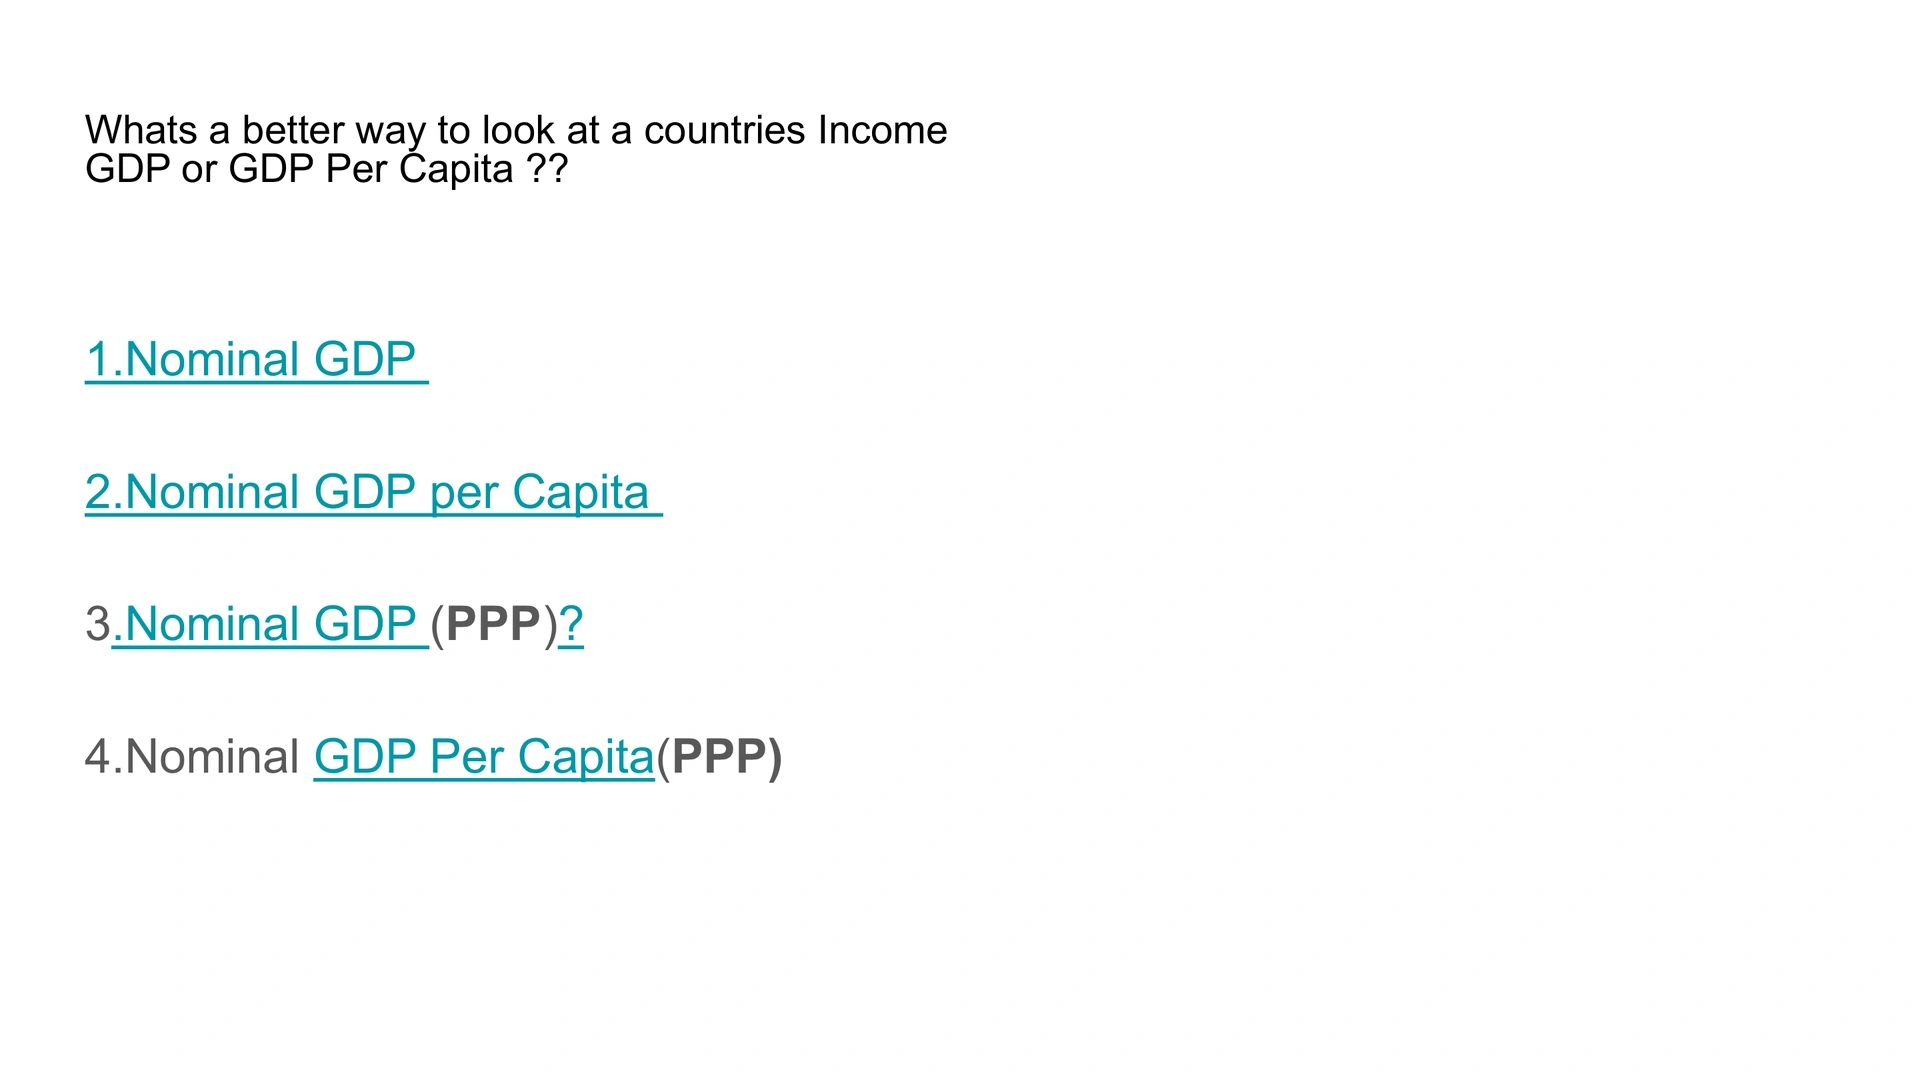 Whats a better way to look at a countries Income
GDP or GDP Per Capita ??
1.Nominal GDP
2.Nominal GDP per Capita
3.Nominal GDP (PPP)?
4.Nominal GDP Per Capita(PPP)